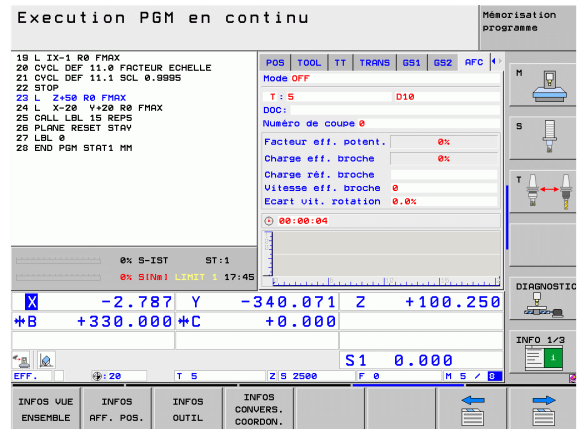 Execution PGM en continu
Mémorisation
programme
19 L IX-1 R0 FMAX
20 CYCL DEF 11.0 FACTEUR ECHELLE
21 CYCL DEF 11.1 SCL 0.9995
22 STOP
23 L Z+50 R0 FMAX
24 L X-20 Y+20 R0 FMAX
25 CALL LBL 15 REP5
26 PLANE RESET STAY
27 LBL 0
28 END PGM STAT1 MM
0% S-IST ST:1
0% S[Nm] LIMIT 1 17:45
POS TOOL TT TRANS GS1 GS2 AFC
Mode OFF
T : 5 D10
DOC:
Numéro de coupe 0
Facteur eff. potent. 0%
Charge eff. broche 0%
Charge réf. broche
Vitesse eff. broche 0
Ecart vit. rotation 0.0%
00:00:04
M
S
T
DIAGNOSTIC
INFO 1/3
1
X -2.787 Y -340.071 Z +100.250
B +330.000 C +0.000
S1 0.000
EFF. : 20 T 5 Z S 2500 F 0 M 5 / 8
INFOS VUE
ENSEMBLE
INFOS
AFF. POS.
INFOS
OUTIL
INFOS
CONVERS.
COORDON.